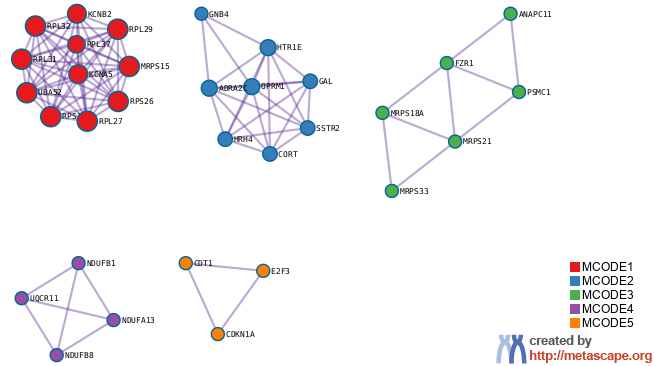 KCNB2
RPL32
RPL29
RPL37
RPL31
MRPS15
KCNA5
UBA52
RPS26
RPL27
GNB4
HTR1E
GAL
ADRA2C
OPRM1
SSTR2
HRH4
CORT
ANAPC11
FZR1
PSMC1
MRPS18A
MRPS21
MRPS33
NDUFB1
UQCR11
NDUFA13
NDUFB8
CDT1
E2F3
CDKN1A
MCODE1
MCODE2
MCODE3
MCODE4
MCODE5
created by
http://metascape.org